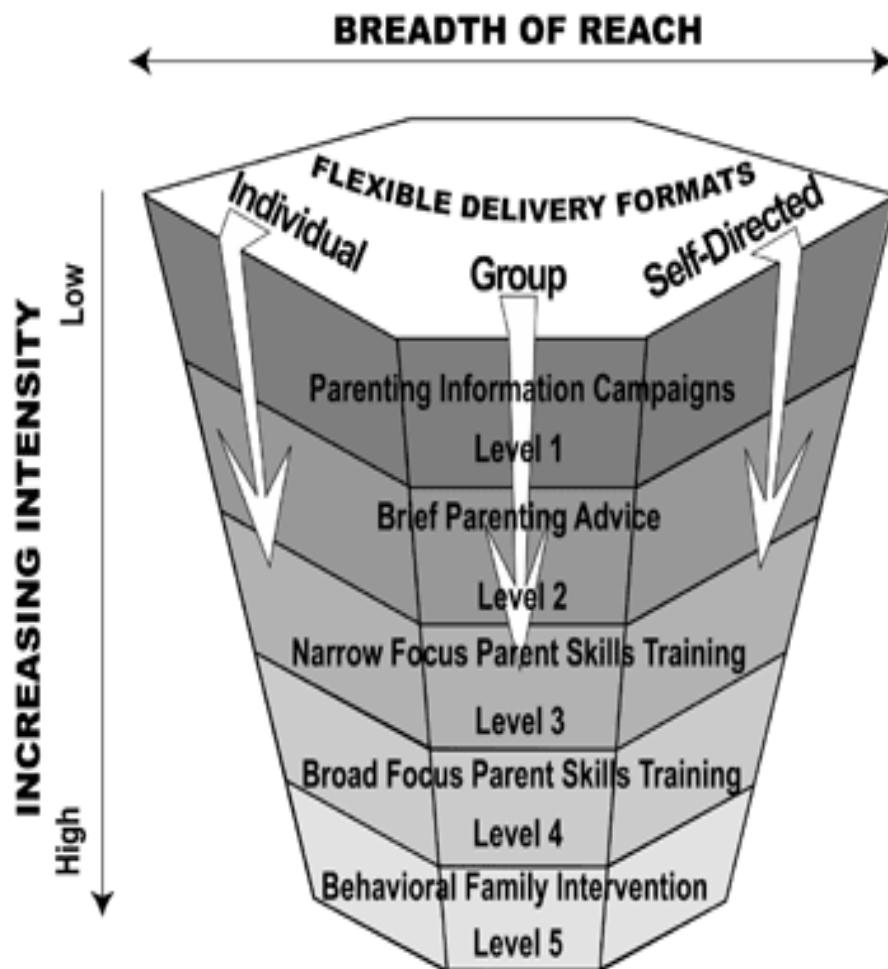 BREADTH OF REACH
FLEXIBLE DELIVERY FORMATS
Individual
Group
Self-Directed
INCREASING INTENSITY
Low
High
Parenting Information Campaigns
Level 1
Brief Parenting Advice
Level 2
Narrow Focus Parent Skills Training
Level 3
Broad Focus Parent Skills Training
Level 4
Behavioral Family Intervention
Level 5